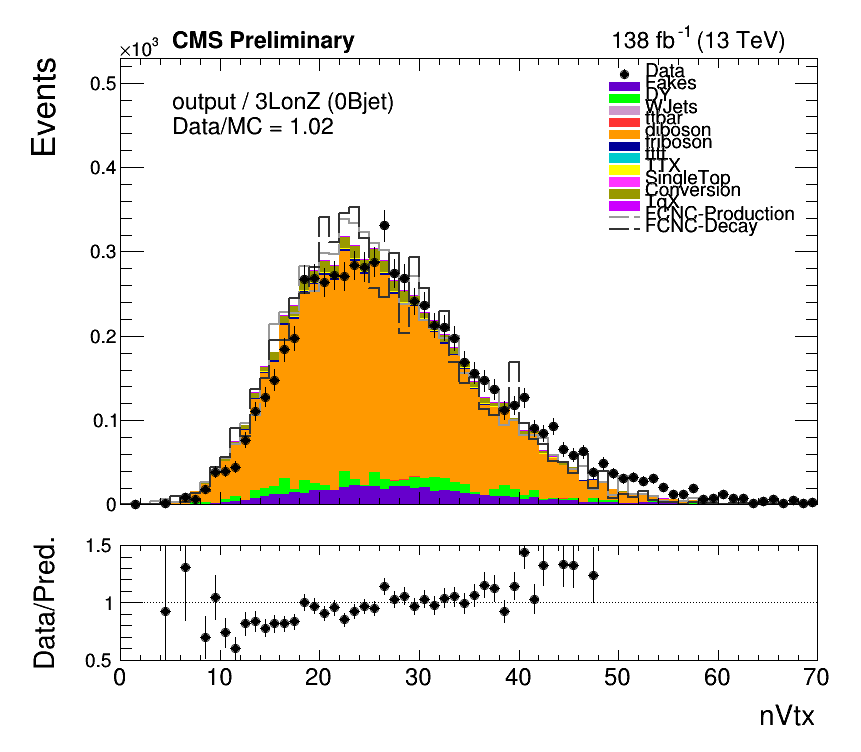 ×10³ CMS Preliminary 138 fb⁻¹ (13 TeV)
Events
output / 3LonZ (0Bjet)
Data/MC = 1.02
Data
Fakes
DY
WJets
ttbar
diboson
triboson
tttt
TTX
SingleTop
Conversion
TqX
FCNC-Production
FCNC-Decay
0.5
0.4
0.3
0.2
0.1
0
Data/Pred.
1.5
1
0.5
0 10 20 30 40 50 60 70
nVtx